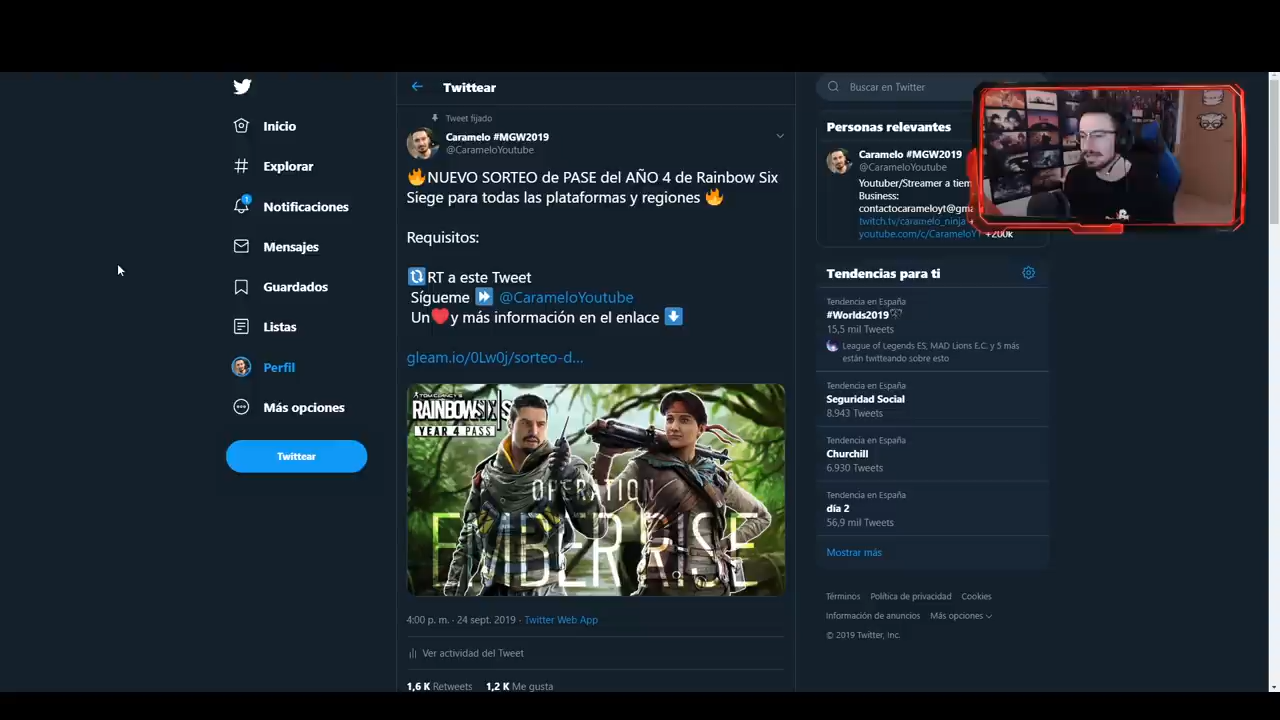 Inicio
Explorar
1
Notificaciones
Mensajes
Guardados
Listas
Perfil
Más opciones
Twittear
Twittear
Tweet fijado
Caramelo #MGW2019
@CarameloYoutube
🔥NUEVO SORTEO de PASE del AÑO 4 de Rainbow Six
Siege para todas las plataformas y regiones 🔥
Requisitos:
🔃RT a este Tweet
Sígueme ⏩ @CarameloYoutube
Un❤️y más información en el enlace ⬇️
gleam.io/0Lw0j/sorteo-d...
TOM CLANCY'S
RAINBOW SIX | S
YEAR 4 PASS
OPERATION
EMBER RISE
4:00 p. m. · 24 sept. 2019 · Twitter Web App
Ver actividad del Tweet
1,6 K Retweets 1,2 K Me gusta
Buscar en Twitter
Personas relevantes
Caramelo #MGW2019
@CarameloYoutube
Youtuber/Streamer a tiem
Business:
contactocarameloyt@gma
twitch.tv/caramelo_ninja +
youtube.com/c/CarameloYT +200k
Tendencias para ti
Tendencia en España
#Worlds2019
15,5 mil Tweets
League of Legends ES, MAD Lions E.C. y 5 más
están twitteando sobre esto
Tendencia en España
Seguridad Social
8.943 Tweets
Tendencia en España
Churchill
6.930 Tweets
Tendencia en España
día 2
56,9 mil Tweets
Mostrar más
Términos Política de privacidad Cookies
Información de anuncios Más opciones
© 2019 Twitter, Inc.